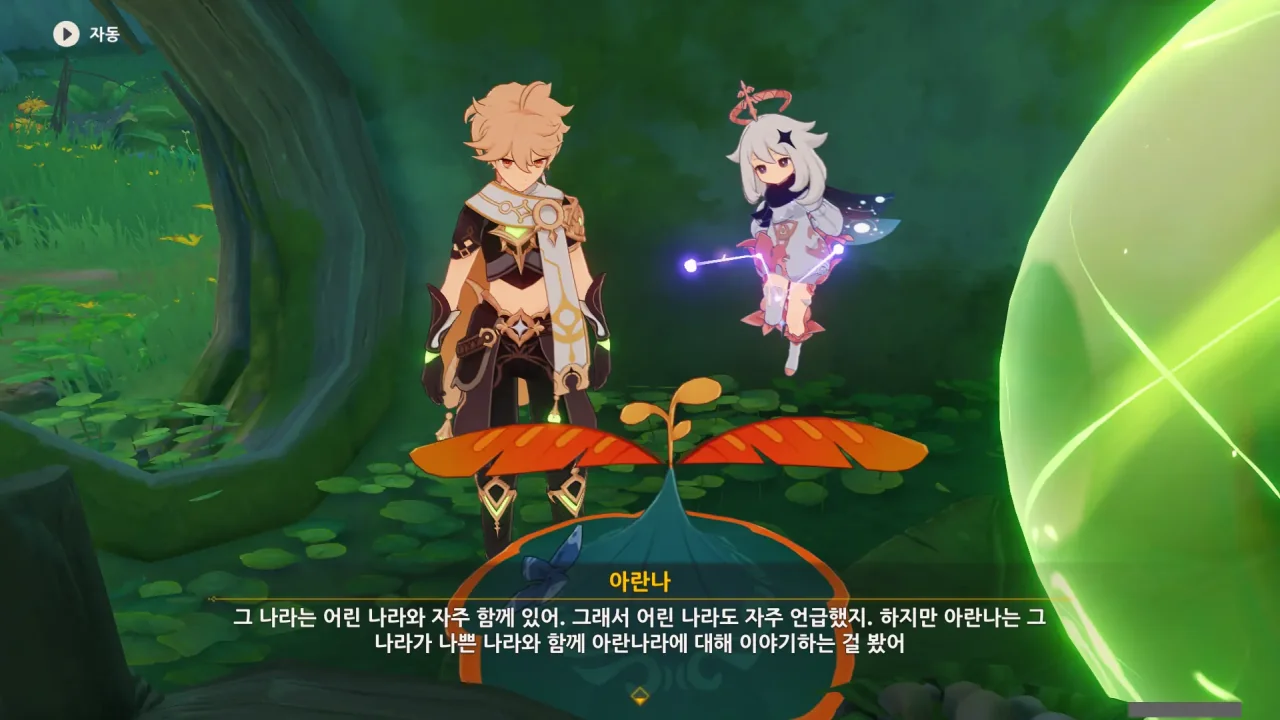 자동
아란나
그 나라는 어린 나라와 자주 함께 있어. 그래서 어린 나라도 자주 언급했지. 하지만 아란나는 그
나라가 나쁜 나라와 함께 아란나라에 대해 이야기하는 걸 봤어